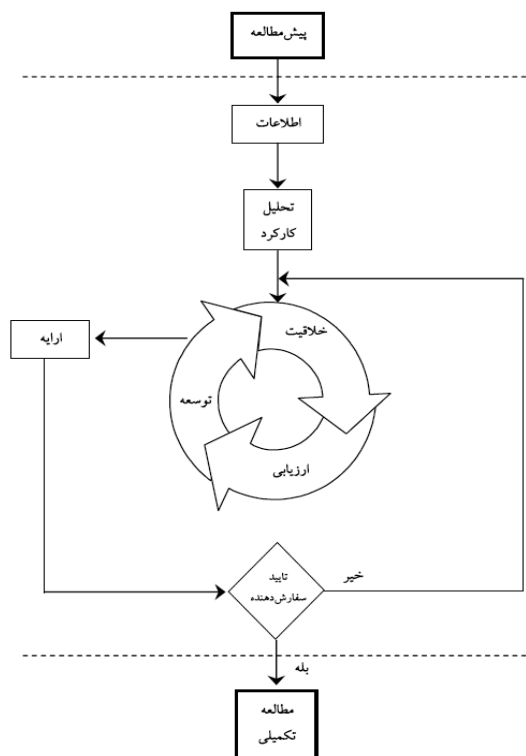 پیش‌مطالعه
اطلاعات
تحلیل
کارکرد
خلاقیت
ارایه
توسعه
ارزیابی
تایید
سفارش‌دهنده
خیر
بله
مطالعه
تکمیلی